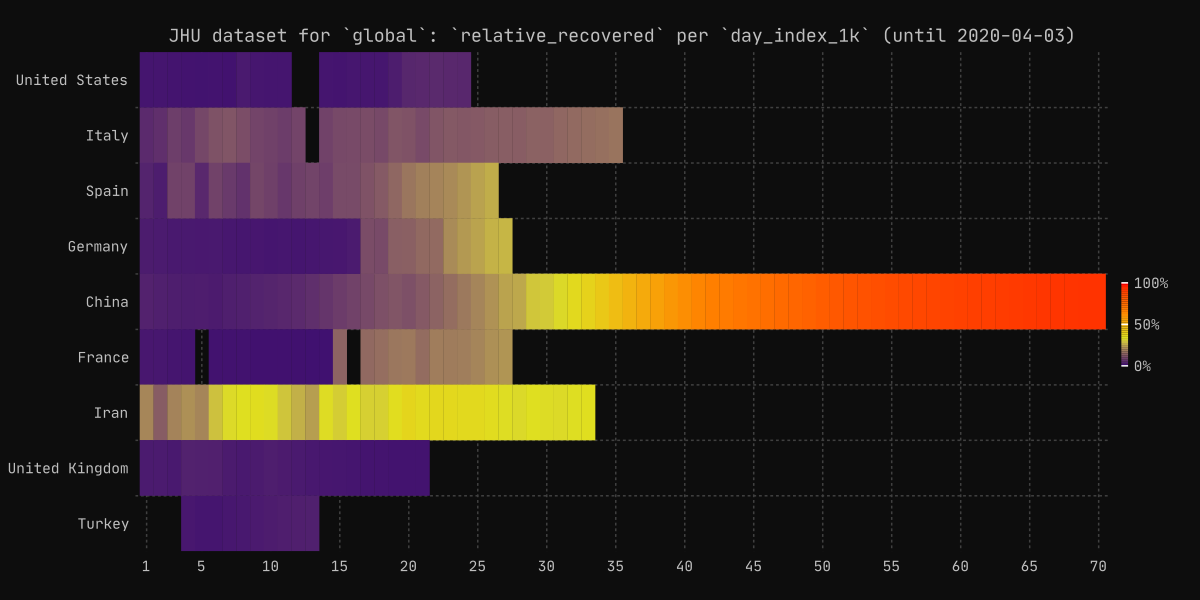 JHU dataset for `global`: `relative_recovered` per `day_index_1k` (until 2020-04-03)
United States
Italy
Spain
Germany
China
France
Iran
United Kingdom
Turkey
100%
50%
0%
1 5 10 15 20 25 30 35 40 45 50 55 60 65 70